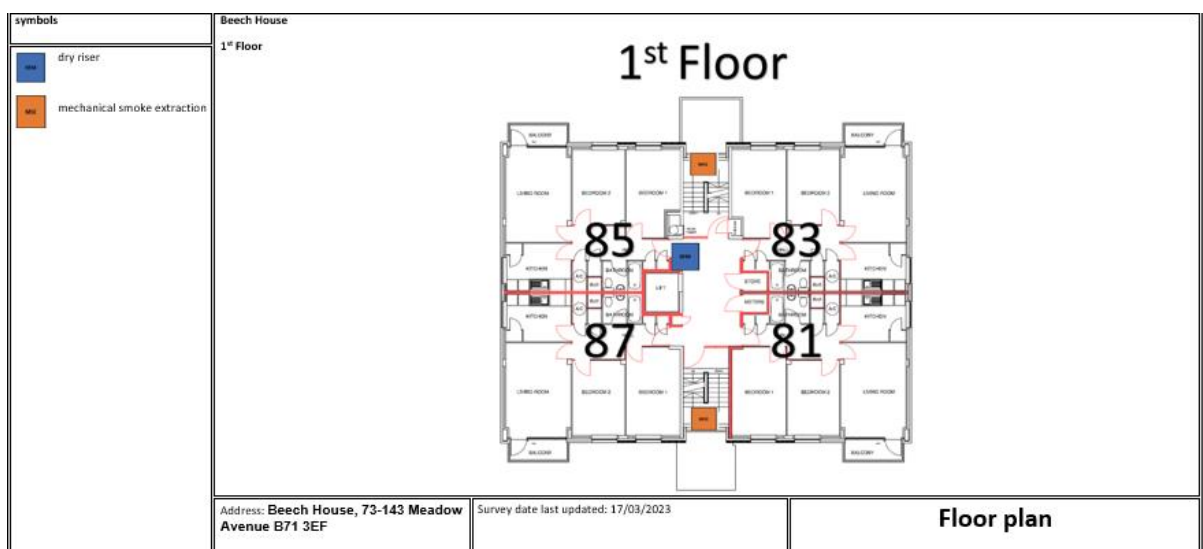 symbols
dry riser
mechanical smoke extraction
Beech House
1st Floor
1st Floor
BALCONY
BALCONY
LIVING ROOM
BEDROOM 2
BEDROOM 1
BEDROOM 1
BEDROOM 2
LIVING ROOM
85
83
KITCHEN
BATHROOM
BATHROOM
KITCHEN
LIFT
STORE
METERS
KITCHEN
BATHROOM
BATHROOM
KITCHEN
87
81
LIVING ROOM
BEDROOM 2
BEDROOM 1
BEDROOM 1
BEDROOM 2
LIVING ROOM
BALCONY
BALCONY
Address: Beech House, 73-143 Meadow
Avenue B71 3EF
Survey date last updated: 17/03/2023
Floor plan